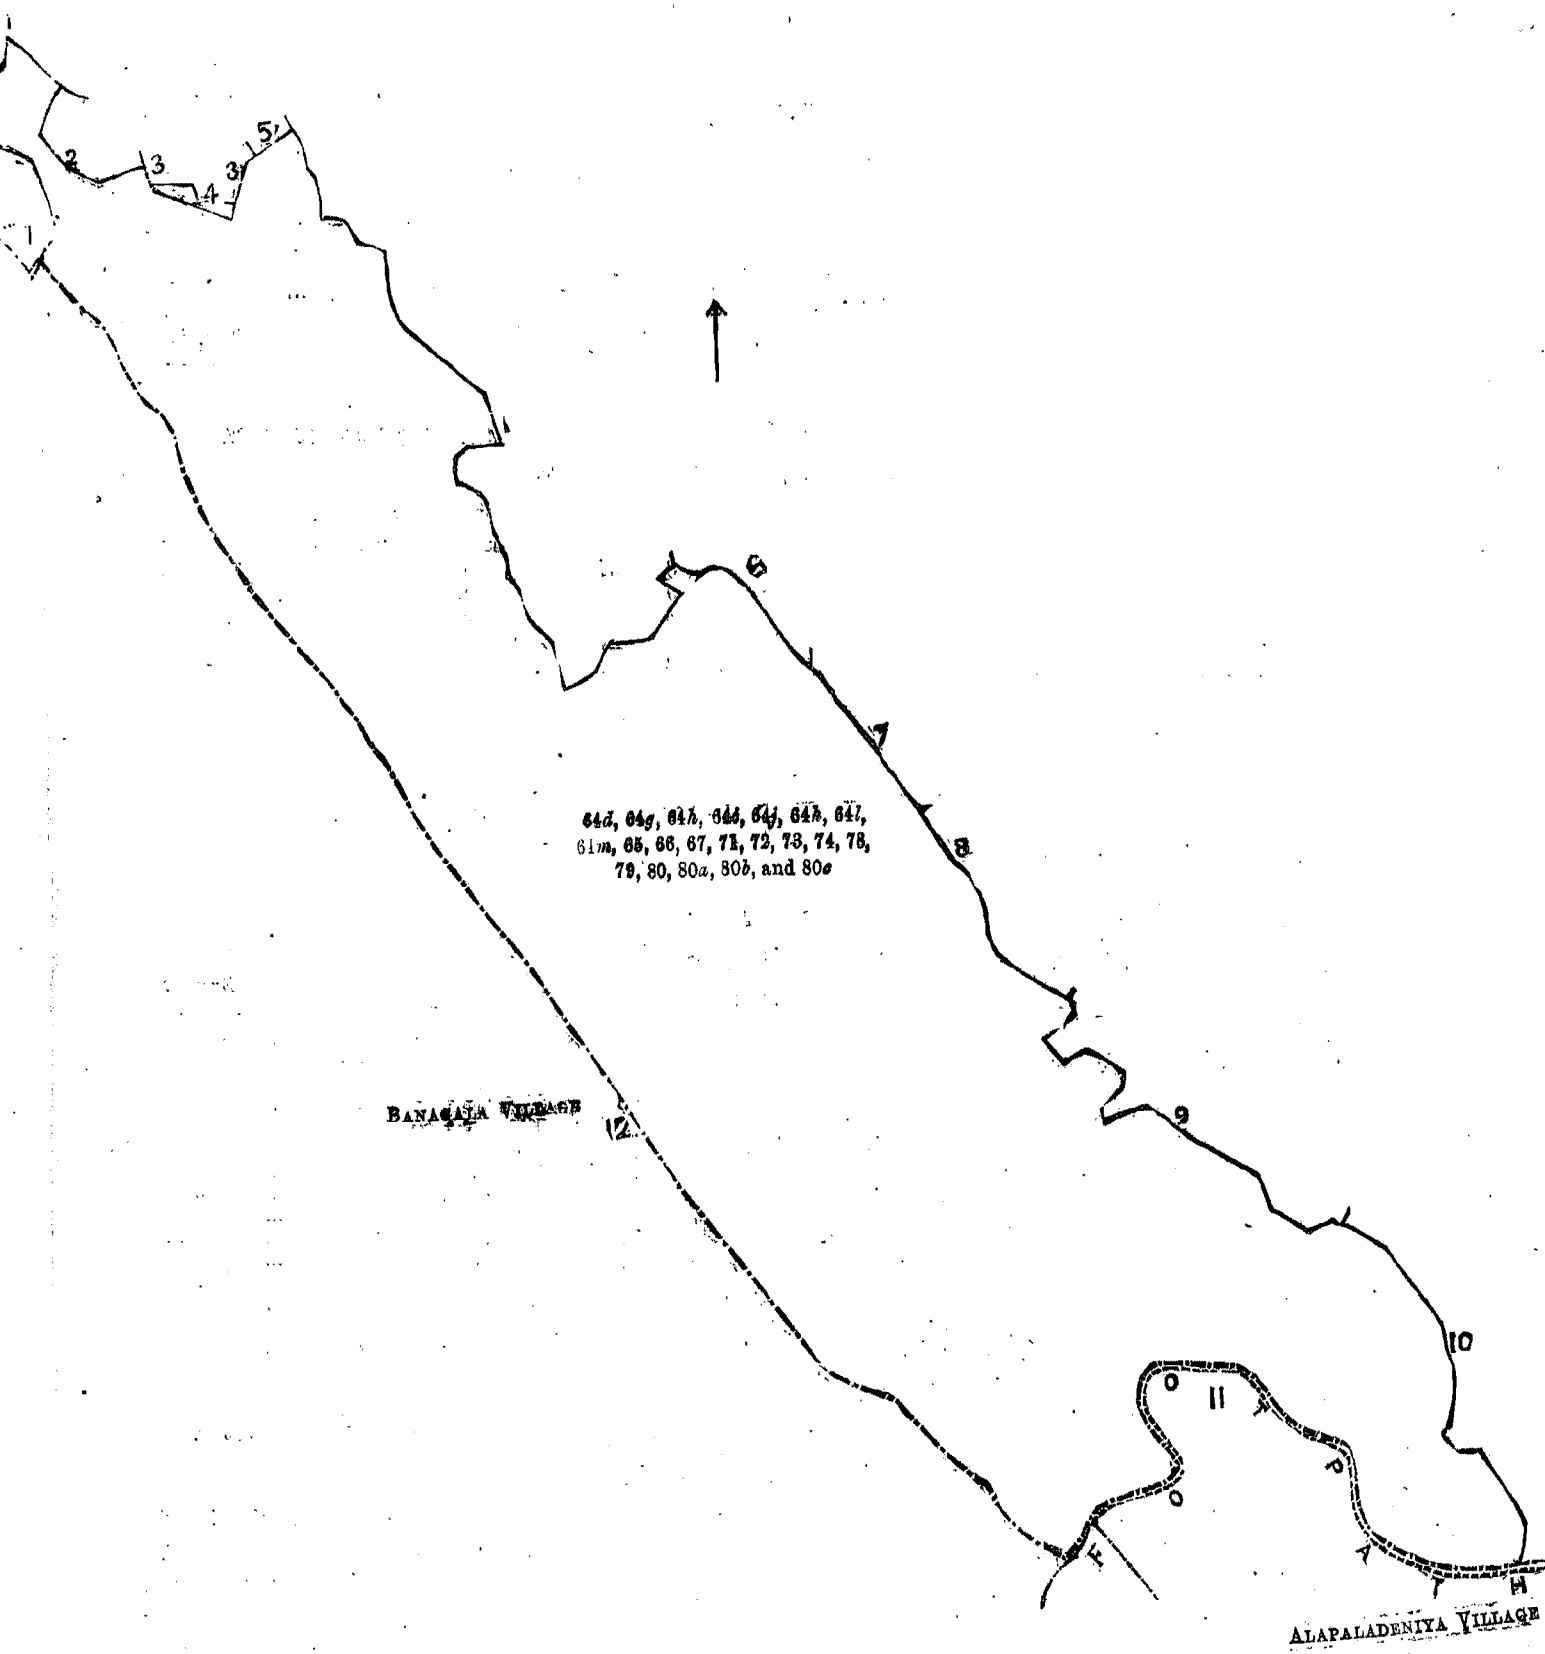 5
2
3
3
4
1
6
7
8
64d, 64g, 64h, 64i, 64j, 64k, 64l,
64m, 65, 66, 67, 71, 72, 73, 74, 78,
79, 80, 80a, 80b, and 80c
BANAGALA VILLAGE
12
9
10
11
FOOT PATH
ALAPALADENIYA VILLAGE